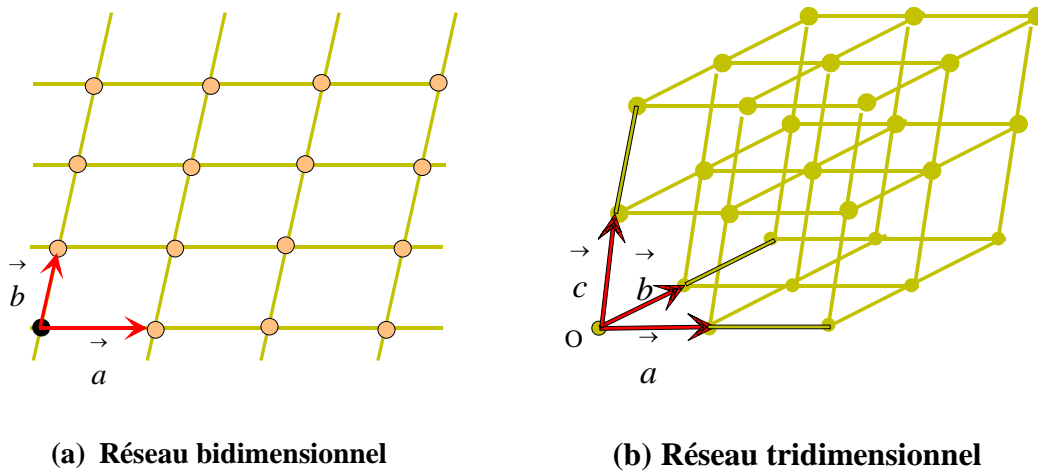 b
a
c
b
O
a
(a) Réseau bidimensionnel
(b) Réseau tridimensionnel